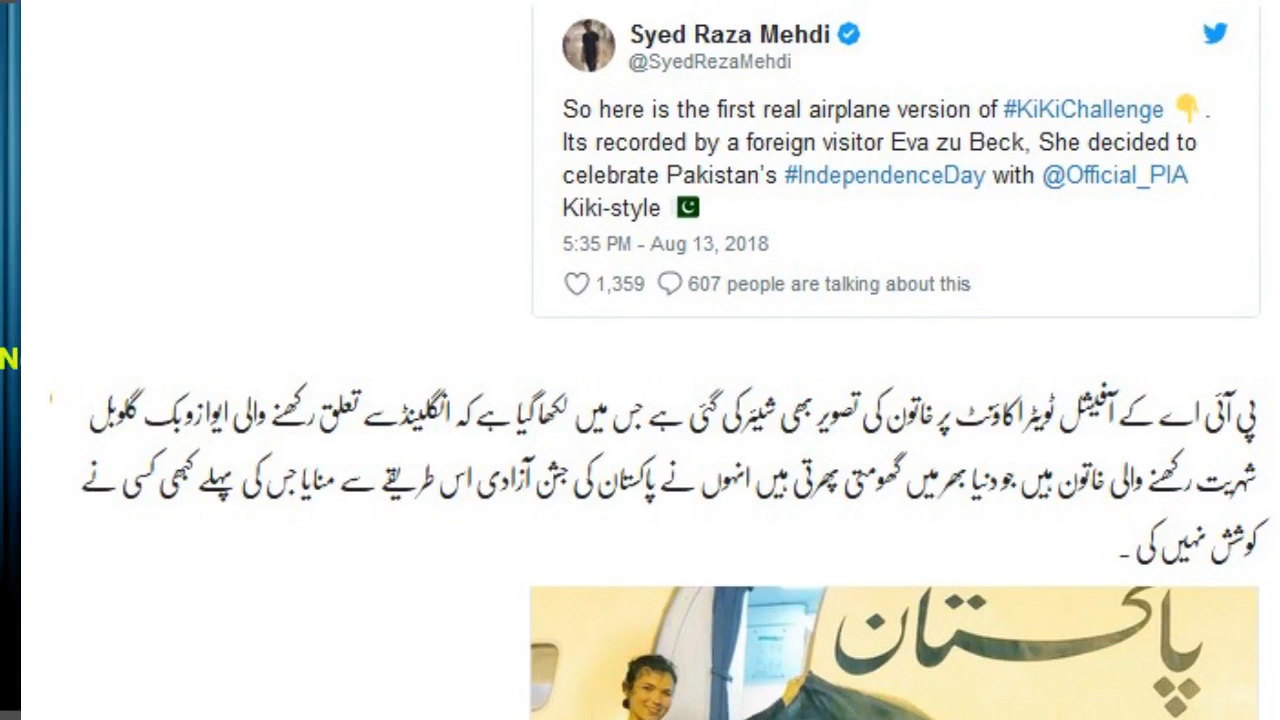 Syed Raza Mehdi
@SyedRezaMehdi
So here is the first real airplane version of #KiKiChallenge 👇.
Its recorded by a foreign visitor Eva zu Beck, She decided to
celebrate Pakistan's #IndependenceDay with @Official_PIA
Kiki-style 🇵🇰
5:35 PM - Aug 13, 2018
1,359 607 people are talking about this
N
پی آئی اے کے آفیشل ٹویٹر اکاؤنٹ پر خاتون کی تصویر بھی شیئر کی گئی ہے جس میں لکھا گیا ہے کہ انگلینڈ سے تعلق رکھنے والی ایوا زو بک گلوبل
شہریت رکھنے والی خاتون ہیں جو دنیا بھر میں گھومتی پھرتی ہیں انہوں نے پاکستان کی جشن آزادی اس طریقے سے منایا جس کی پہلے کبھی کسی نے
کوشش نہیں کی ۔
پاکستان